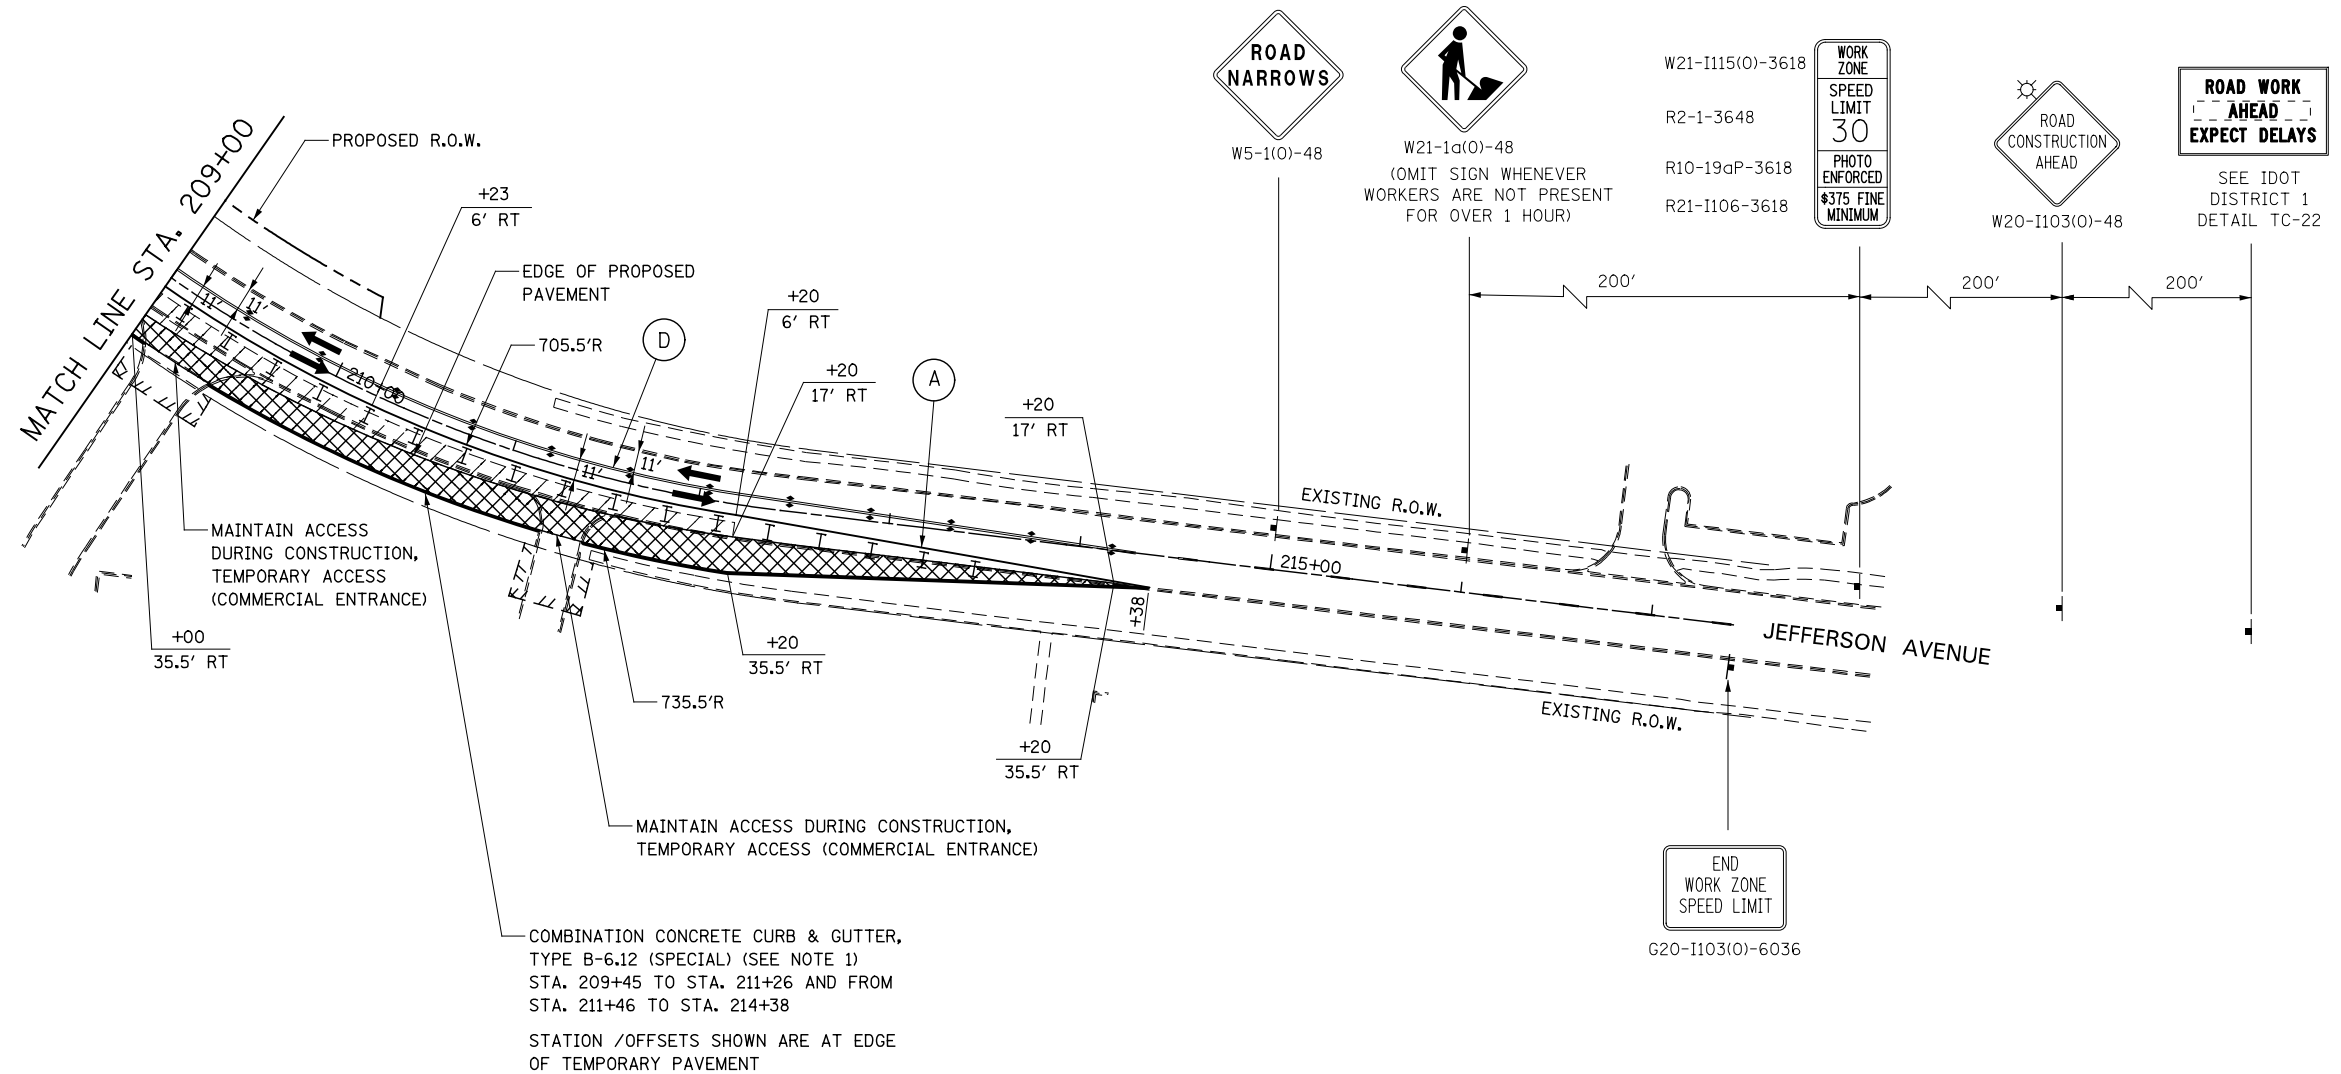 ROAD
NARROWS
W5-1(O)-48
W21-1a(O)-48
(OMIT SIGN WHENEVER
WORKERS ARE NOT PRESENT
FOR OVER 1 HOUR)
W21-I115(O)-3618
R2-1-3648
R10-19aP-3618
R21-I106-3618
WORK
ZONE
SPEED
LIMIT
30
PHOTO
ENFORCED
$375 FINE
MINIMUM
ROAD
CONSTRUCTION
AHEAD
W20-I103(O)-48
ROAD WORK
AHEAD
EXPECT DELAYS
SEE IDOT
DISTRICT 1
DETAIL TC-22
200'
200'
200'
MATCH LINE STA. 209+00
PROPOSED R.O.W.
+23
6' RT
EDGE OF PROPOSED
PAVEMENT
+20
6' RT
705.5'R
D
+20
17' RT
A
+20
17' RT
11'
11'
210+00
11'
11'
EXISTING R.O.W.
215+00
+38
JEFFERSON AVENUE
EXISTING R.O.W.
MAINTAIN ACCESS
DURING CONSTRUCTION,
TEMPORARY ACCESS
(COMMERCIAL ENTRANCE)
+00
35.5' RT
+20
35.5' RT
735.5'R
+20
35.5' RT
MAINTAIN ACCESS DURING CONSTRUCTION,
TEMPORARY ACCESS (COMMERCIAL ENTRANCE)
END
WORK ZONE
SPEED LIMIT
G20-I103(O)-6036
COMBINATION CONCRETE CURB & GUTTER,
TYPE B-6.12 (SPECIAL) (SEE NOTE 1)
STA. 209+45 TO STA. 211+26 AND FROM
STA. 211+46 TO STA. 214+38
STATION /OFFSETS SHOWN ARE AT EDGE
OF TEMPORARY PAVEMENT